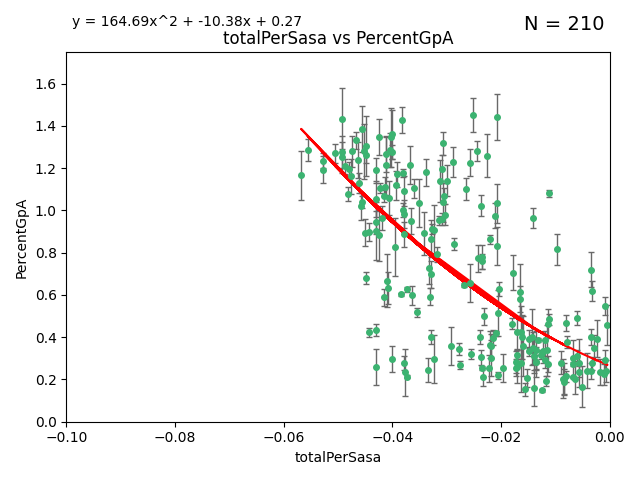 y = 164.69x^2 + -10.38x + 0.27
N = 210
totalPerSasa vs PercentGpA
PercentGpA
1.6
1.4
1.2
1.0
0.8
0.6
0.4
0.2
0.0
−0.10 −0.08 −0.06 −0.04 −0.02 0.00
totalPerSasa